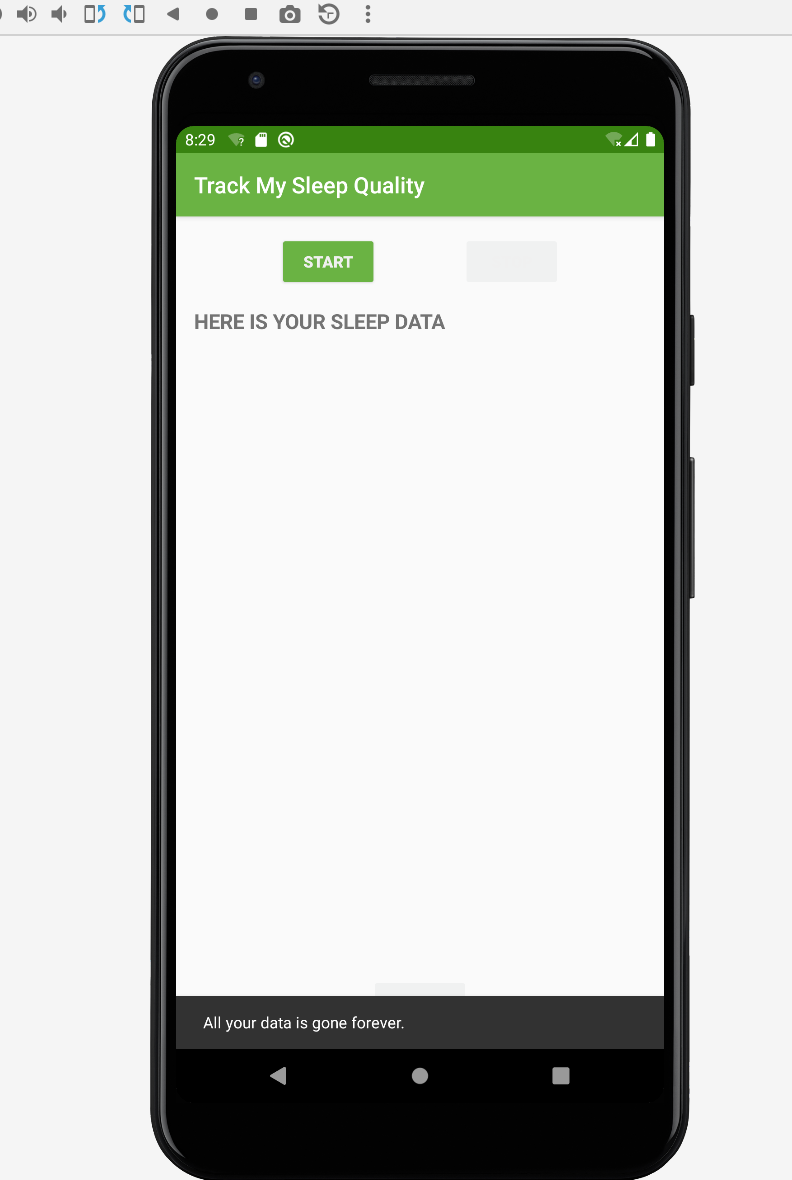 8:29
Track My Sleep Quality
START
HERE IS YOUR SLEEP DATA
All your data is gone forever.